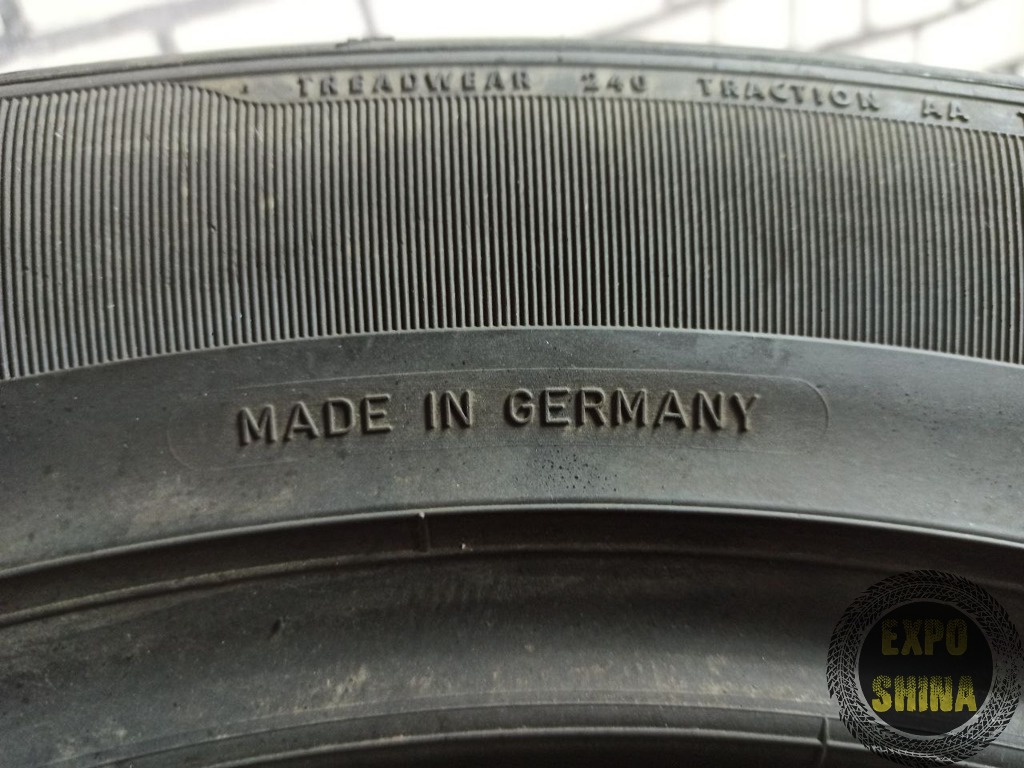 TREADWEAR 240 TRACTION AA
MADE IN GERMANY
EXPO
SHINA